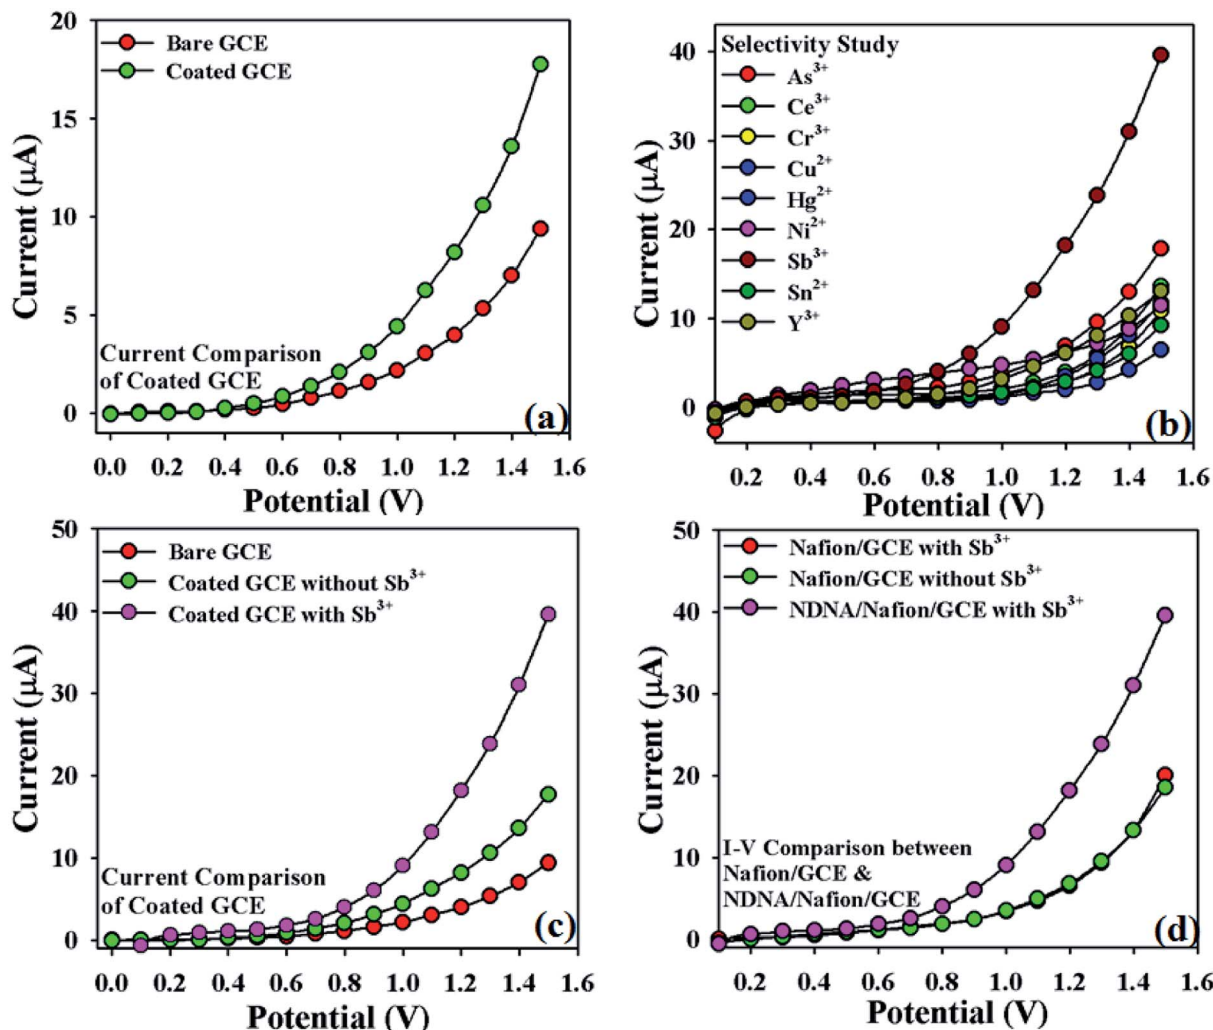 20
15
10
5
0
Current (μA)
Bare GCE
Coated GCE
Current Comparison
of Coated GCE
(a)
0.0 0.2 0.4 0.6 0.8 1.0 1.2 1.4 1.6
Potential (V)
40
30
20
10
0
Current (μA)
Selectivity Study
As³⁺
Ce³⁺
Cr³⁺
Cu²⁺
Hg²⁺
Ni²⁺
Sb³⁺
Sn²⁺
Y³⁺
(b)
0.2 0.4 0.6 0.8 1.0 1.2 1.4 1.6
Potential (V)
50
40
30
20
10
0
Current (μA)
Bare GCE
Coated GCE without Sb³⁺
Coated GCE with Sb³⁺
Current Comparison
of Coated GCE
(c)
0.0 0.2 0.4 0.6 0.8 1.0 1.2 1.4 1.6
Potential (V)
50
40
30
20
10
0
Current (μA)
Nafion/GCE with Sb³⁺
Nafion/GCE without Sb³⁺
NDNA/Nafion/GCE with Sb³⁺
I-V Comparison between
Nafion/GCE &
NDNA/Nafion/GCE
(d)
0.2 0.4 0.6 0.8 1.0 1.2 1.4 1.6
Potential (V)